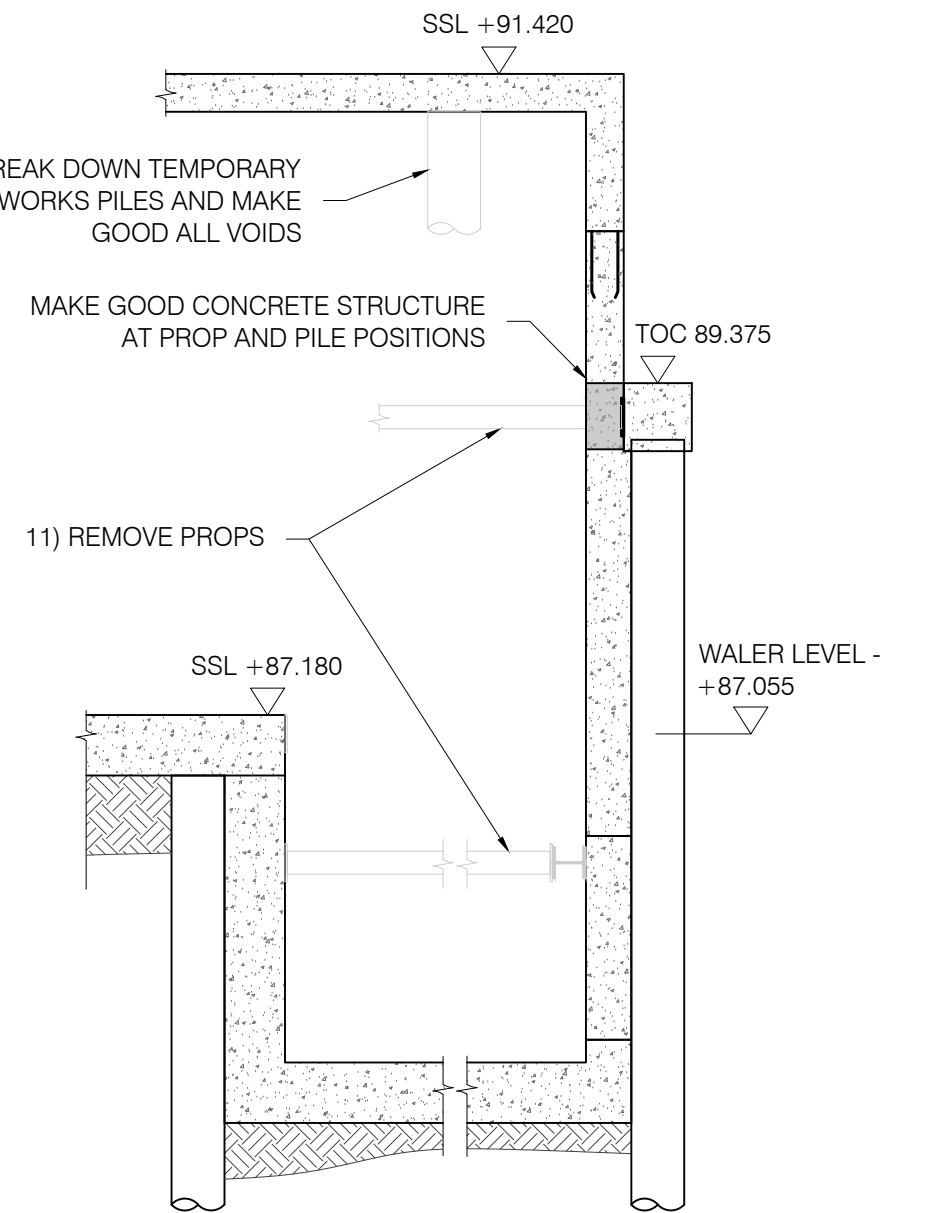 SSL +91.420
REAK DOWN TEMPORARY
WORKS PILES AND MAKE
GOOD ALL VOIDS
MAKE GOOD CONCRETE STRUCTURE
AT PROP AND PILE POSITIONS
TOC 89.375
11) REMOVE PROPS
WALER LEVEL -
+87.055
SSL +87.180